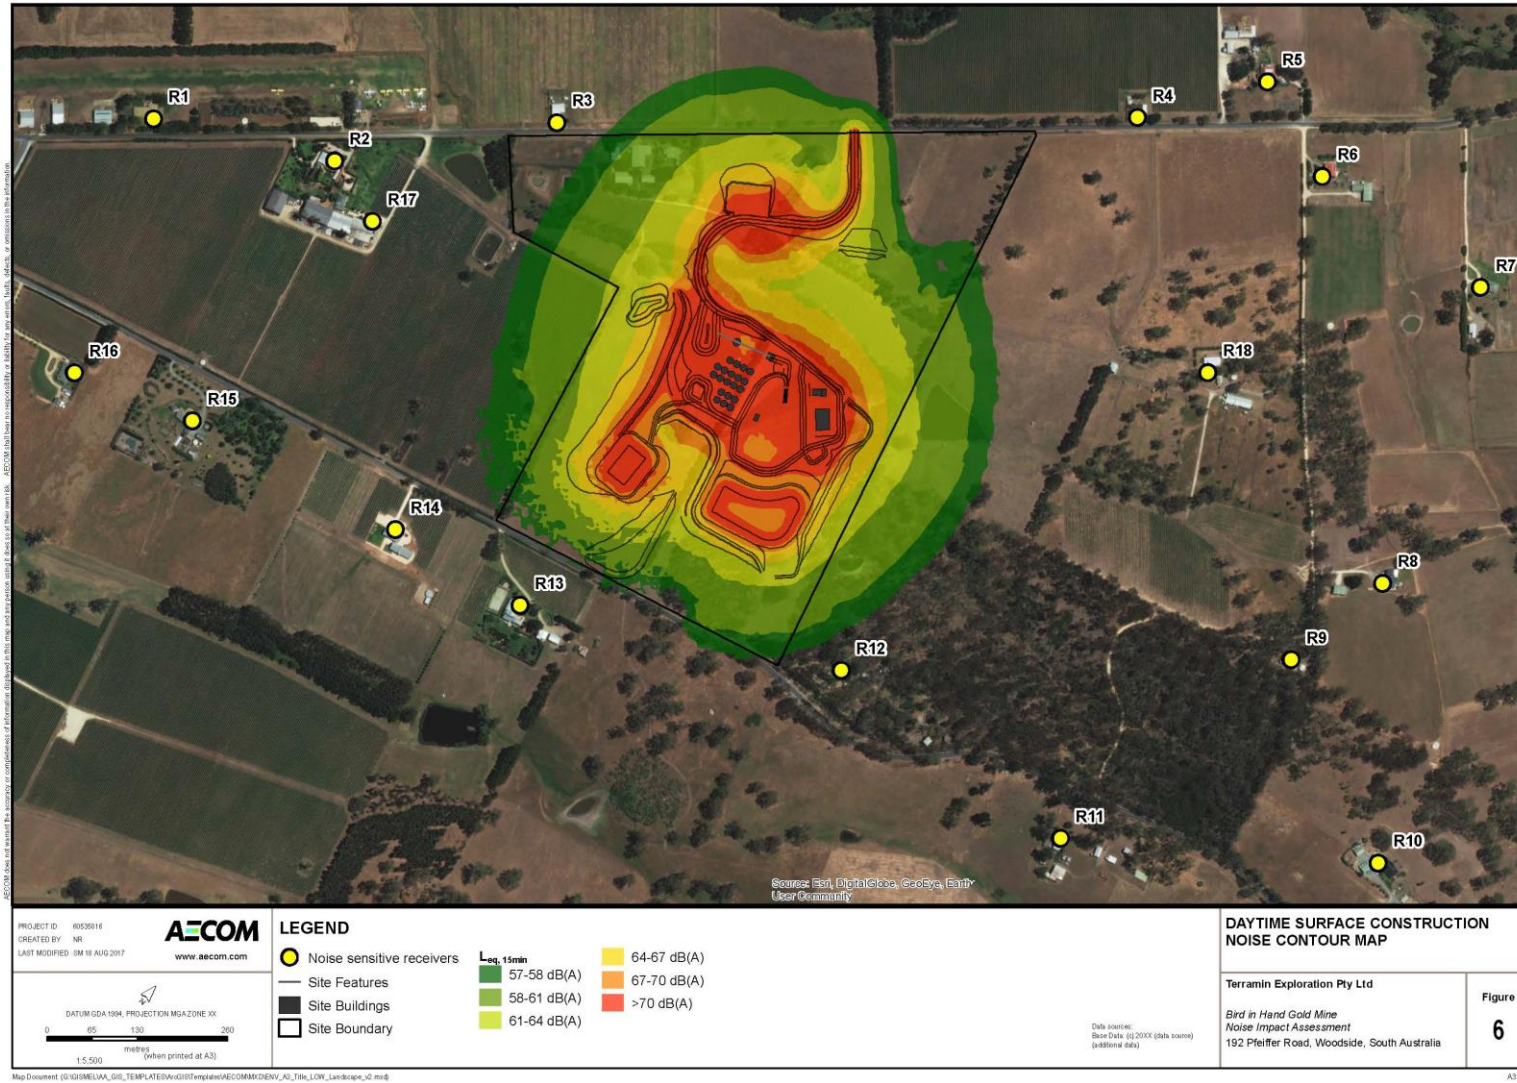 R1
R2
R3
R4
R5
R6
R7
R8
R9
R10
R11
R12
R13
R14
R15
R16
R17
R18
Source: Esri, DigitalGlobe, GeoEye, Earth
User Community
PROJECT ID 60535016
CREATED BY NR
LAST MODIFIED SM 18 AUG 2017
AECOM
www.aecom.com
DATUM GDA 1994, PROJECTION MGA ZONE XX
0 65 130 260
metres
1:5,500 (when printed at A3)
LEGEND
Noise sensitive receivers
Site Features
Site Buildings
Site Boundary
Leq, 15min
57-58 dB(A)
58-61 dB(A)
61-64 dB(A)
64-67 dB(A)
67-70 dB(A)
>70 dB(A)
Data sources:
Base Data: (c) 20XX (data source)
(additional data)
DAYTIME SURFACE CONSTRUCTION
NOISE CONTOUR MAP
Terramin Exploration Pty Ltd
Bird in Hand Gold Mine
Noise Impact Assessment
192 Pfeiffer Road, Woodside, South Australia
Figure
6
A3